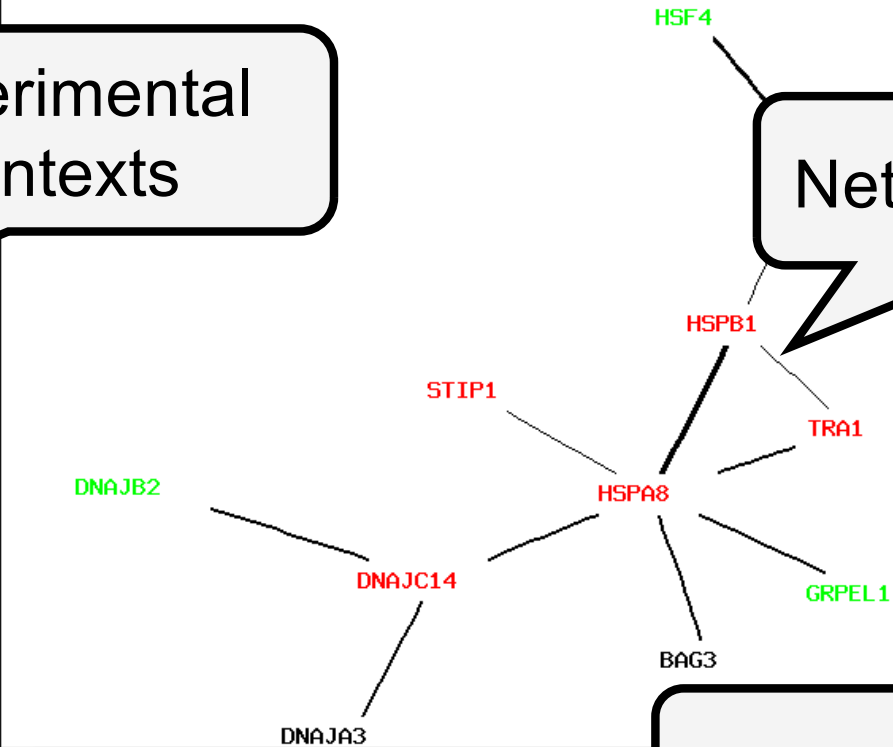 HSF4
erimental
ntexts
Net
HSPB1
STIP1
TRA1
DNAJB2
HSPA8
DNAJC14
GRPEL1
BAG3
DNAJA3